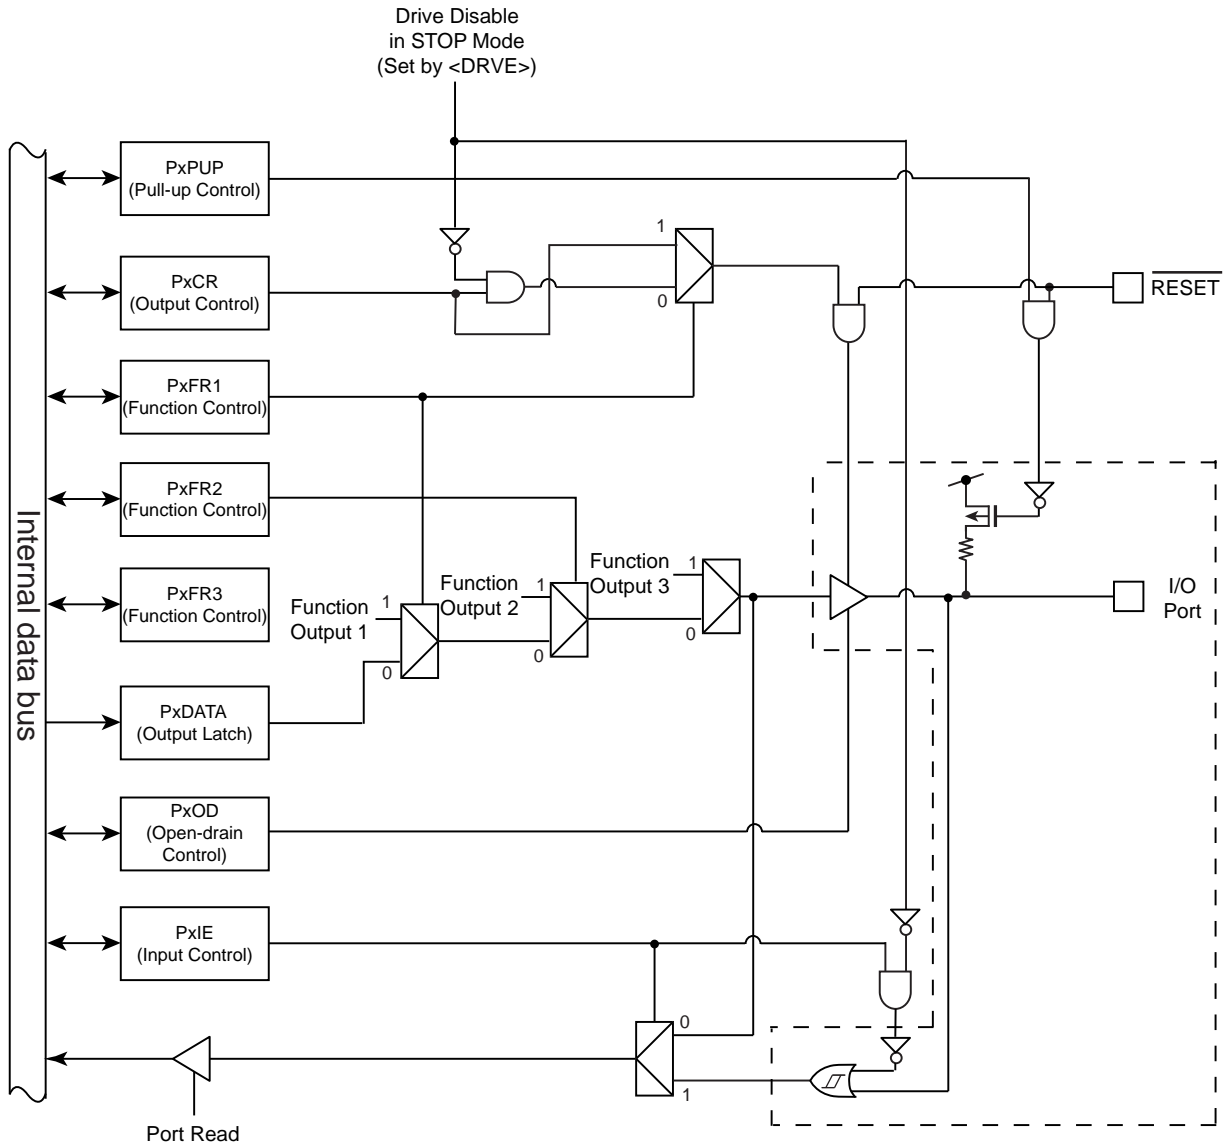 Drive Disable
in STOP Mode
(Set by <DRVE>)
PxPUP
(Pull-up Control)
1
PxCR
(Output Control)
0
RESET
PxFR1
(Function Control)
PxFR2
(Function Control)
Internal data bus
Function
Output 3
1
Function
Output 2
1
PxFR3
(Function Control)
Function
Output 1
1
0
0
0
I/O
Port
PxDATA
(Output Latch)
PxOD
(Open-drain
Control)
PxIE
(Input Control)
0
1
Port Read